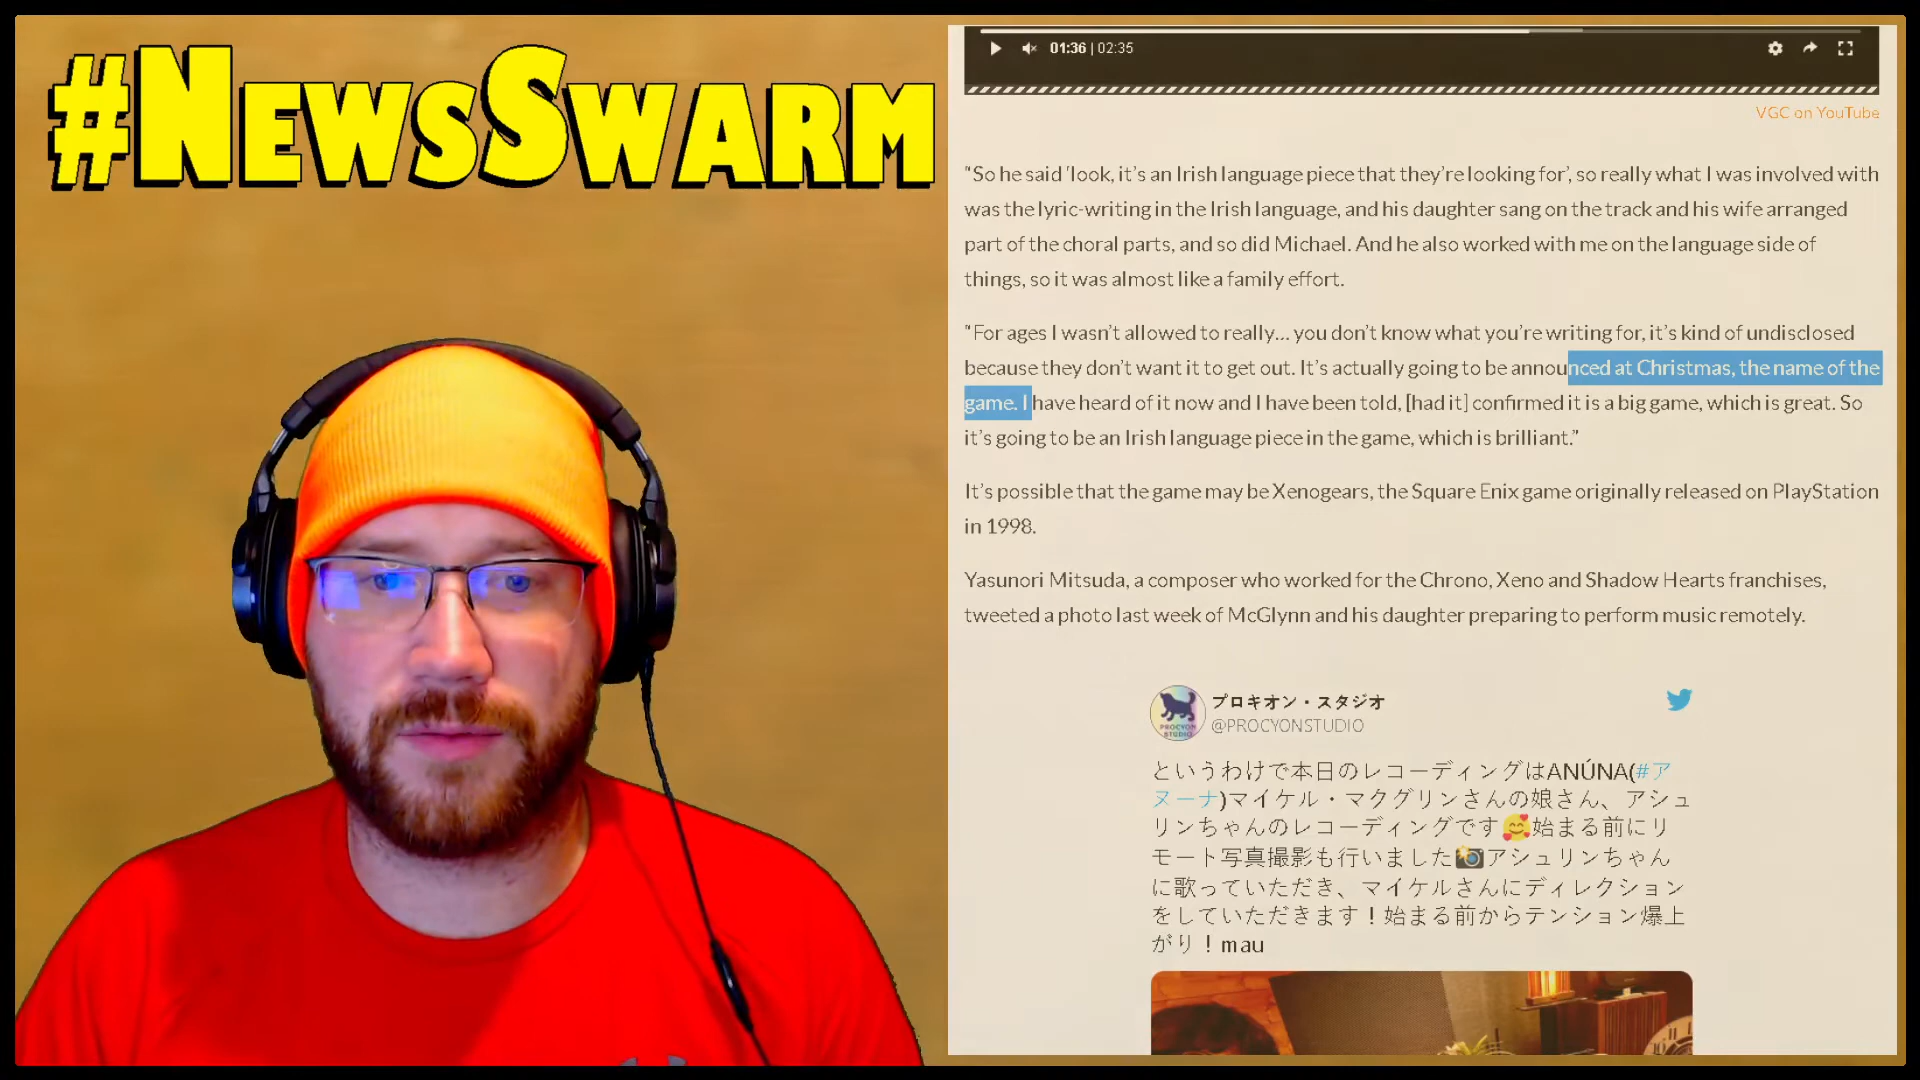 #NEWSSWARM
01:36 | 02:35
VGC on YouTube
“So he said ‘look, it’s an Irish language piece that they’re looking for’, so really what I was involved with
was the lyric-writing in the Irish language, and his daughter sang on the track and his wife arranged
part of the choral parts, and so did Michael. And he also worked with me on the language side of
things, so it was almost like a family effort.
“For ages I wasn’t allowed to really… you don’t know what you’re writing for, it’s kind of undisclosed
because they don’t want it to get out. It’s actually going to be announced at Christmas, the name of the
game. I have heard of it now and I have been told, [had it] confirmed it is a big game, which is great. So
it’s going to be an Irish language piece in the game, which is brilliant.”
It’s possible that the game may be Xenogears, the Square Enix game originally released on PlayStation
in 1998.
Yasunori Mitsuda, a composer who worked for the Chrono, Xeno and Shadow Hearts franchises,
tweeted a photo last week of McGlynn and his daughter preparing to perform music remotely.
PROCYON
STUDIO
プロキオン・スタジオ
@PROCYONSTUDIO
というわけで本日のレコーディングはANÚNA(#ア
ヌーナ)マイケル・マクグリンさんの娘さん、アシュ
リンちゃんのレコーディングです🥰始まる前にリ
モート写真撮影も行いました📸アシュリンちゃん
に歌っていただき、マイケルさんにディレクション
をしていただきます！始まる前からテンション爆上
がり！mau